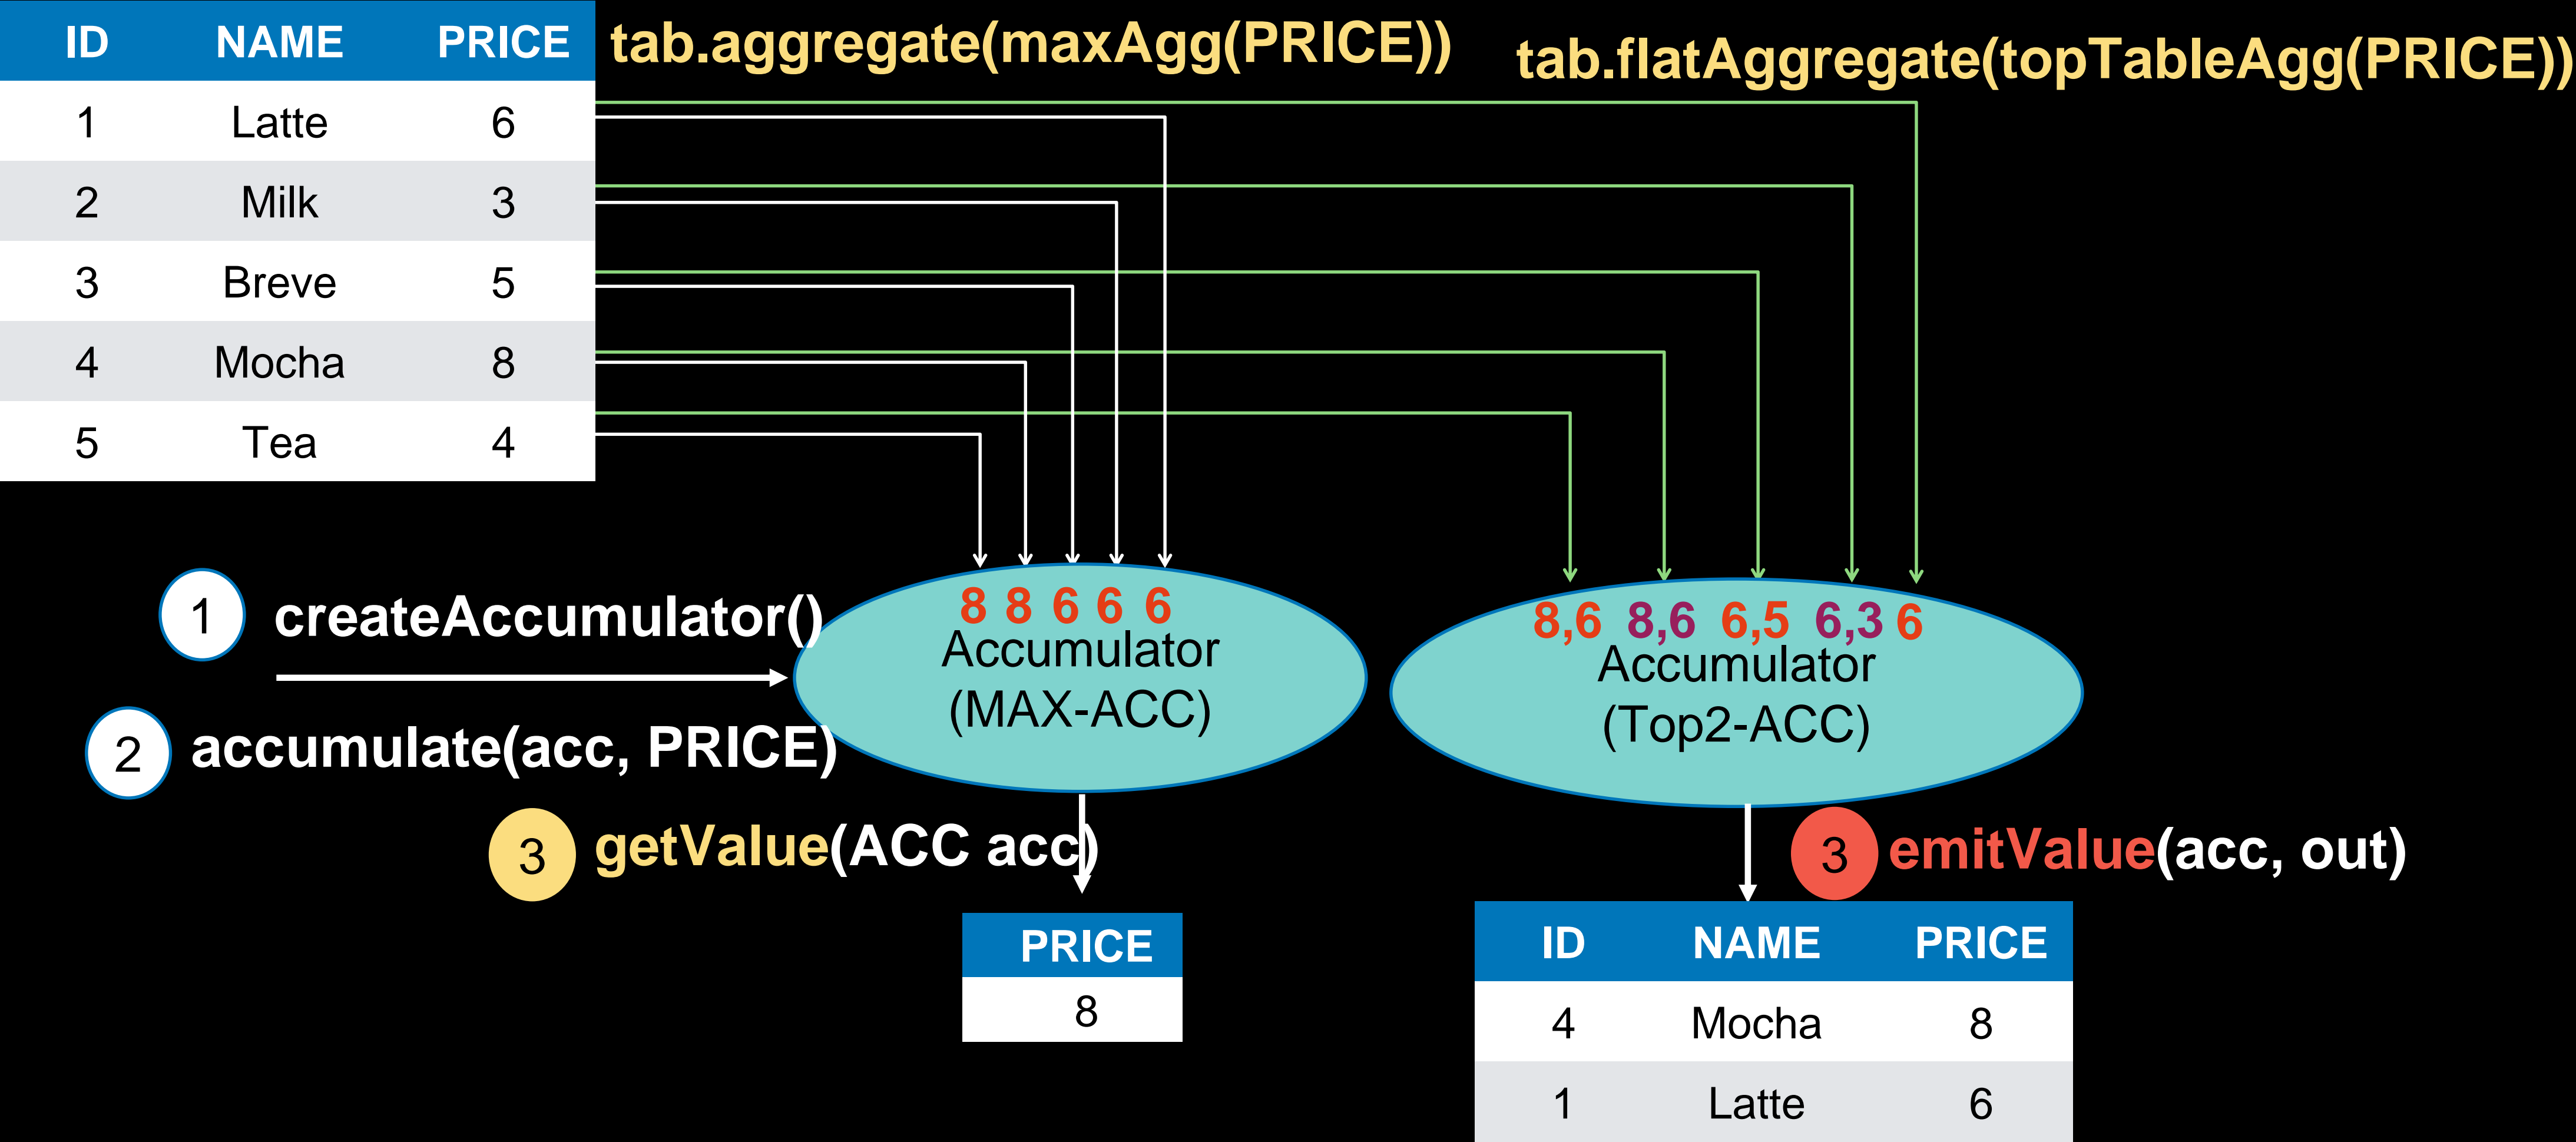 ID NAME PRICE
1 Latte 6
2 Milk 3
3 Breve 5
4 Mocha 8
5 Tea 4
tab.aggregate(maxAgg(PRICE))
tab.flatAggregate(topTableAgg(PRICE))
1 createAccumulator()
2 accumulate(acc, PRICE)
8 8 6 6 6
Accumulator
(MAX-ACC)
8,6 8,6 6,5 6,3 6
Accumulator
(Top2-ACC)
3 getValue(ACC acc)
3 emitValue(acc, out)
PRICE
8
ID NAME PRICE
4 Mocha 8
1 Latte 6